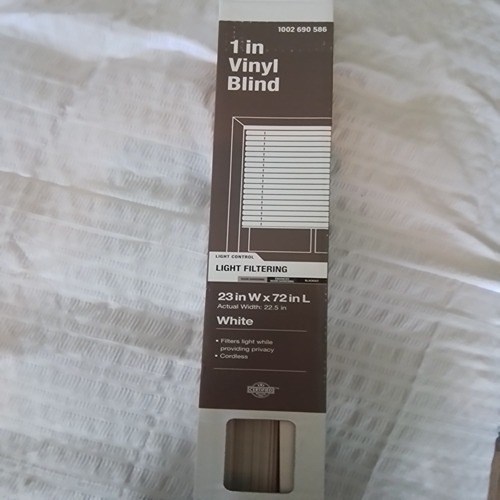 1002 690 586
1 in
Vinyl
Blind
LIGHT CONTROL
LIGHT FILTERING
23 in W x 72 in L
Actual Width: 22.5 in
White
• Filters light while
providing privacy
• Cordless